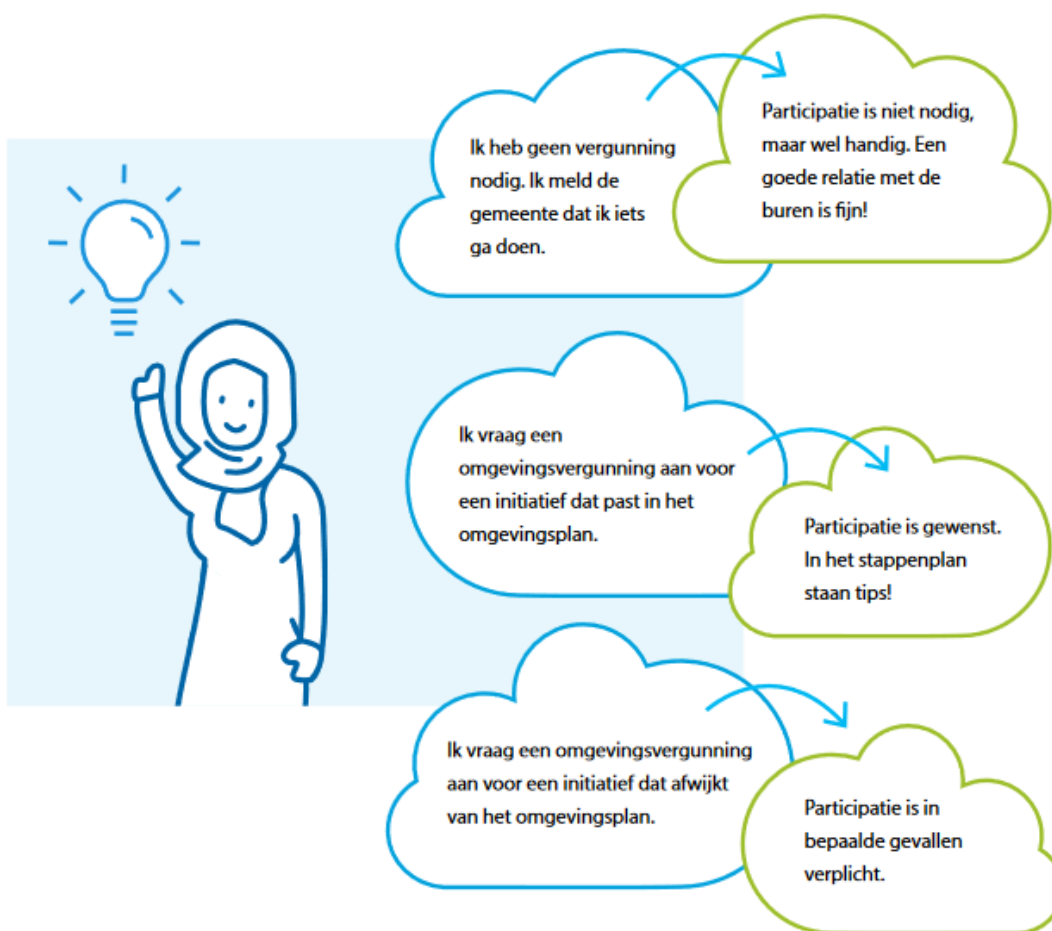 Ik heb geen vergunning
nodig. Ik meld de
gemeente dat ik iets
ga doen.
Participatie is niet nodig,
maar wel handig. Een
goede relatie met de
buren is fijn!
Ik vraag een
omgevingsvergunning aan voor
een initiatief dat past in het
omgevingsplan.
Participatie is gewenst.
In het stappenplan
staan tips!
Ik vraag een omgevingsvergunning
aan voor een initiatief dat afwijkt
van het omgevingsplan.
Participatie is in
bepaalde gevallen
verplicht.